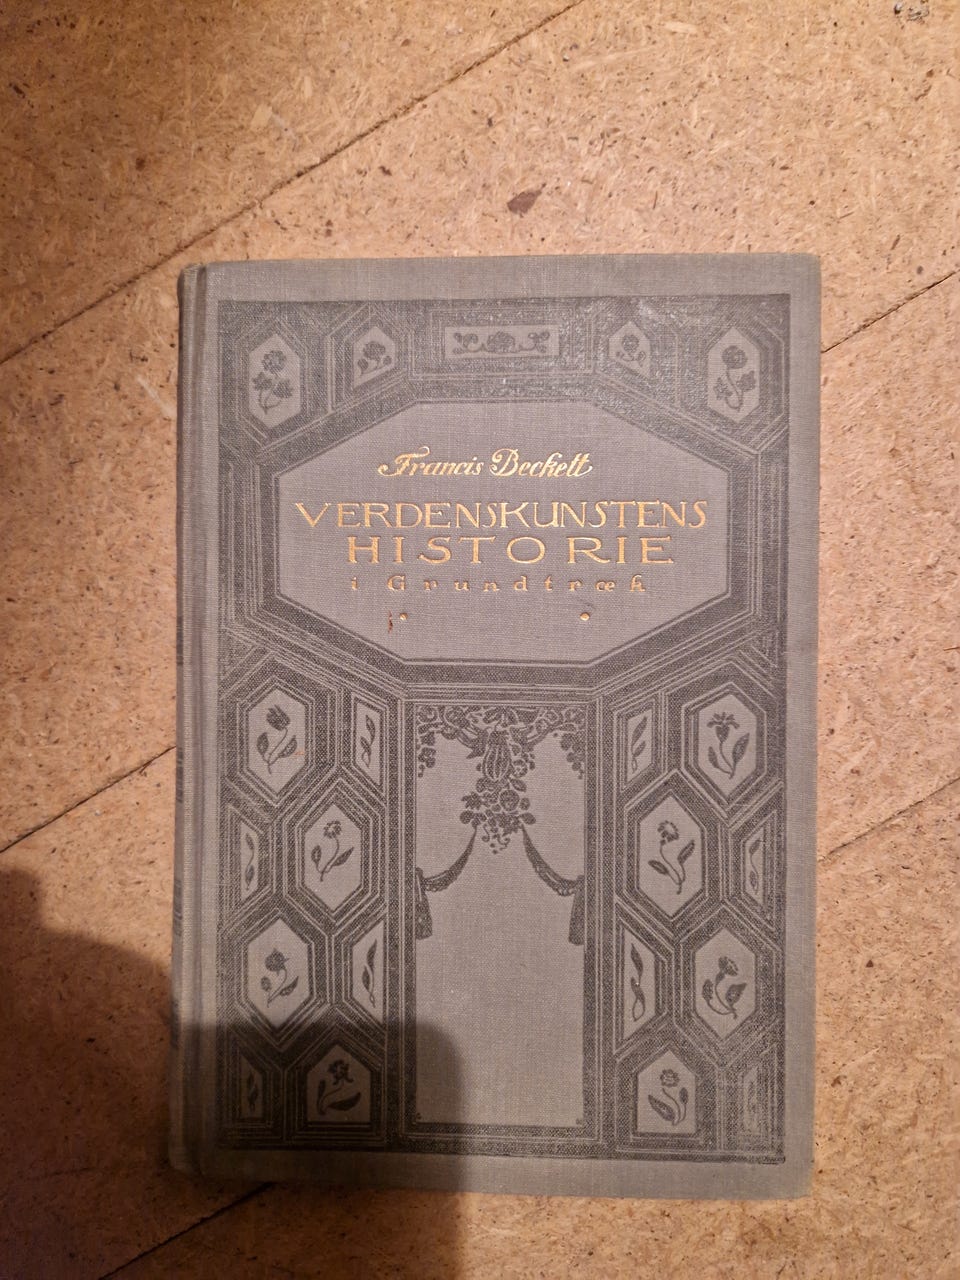 Francis Beckett
VERDENSKUNSTENS
HISTORIE
i Grundtræk